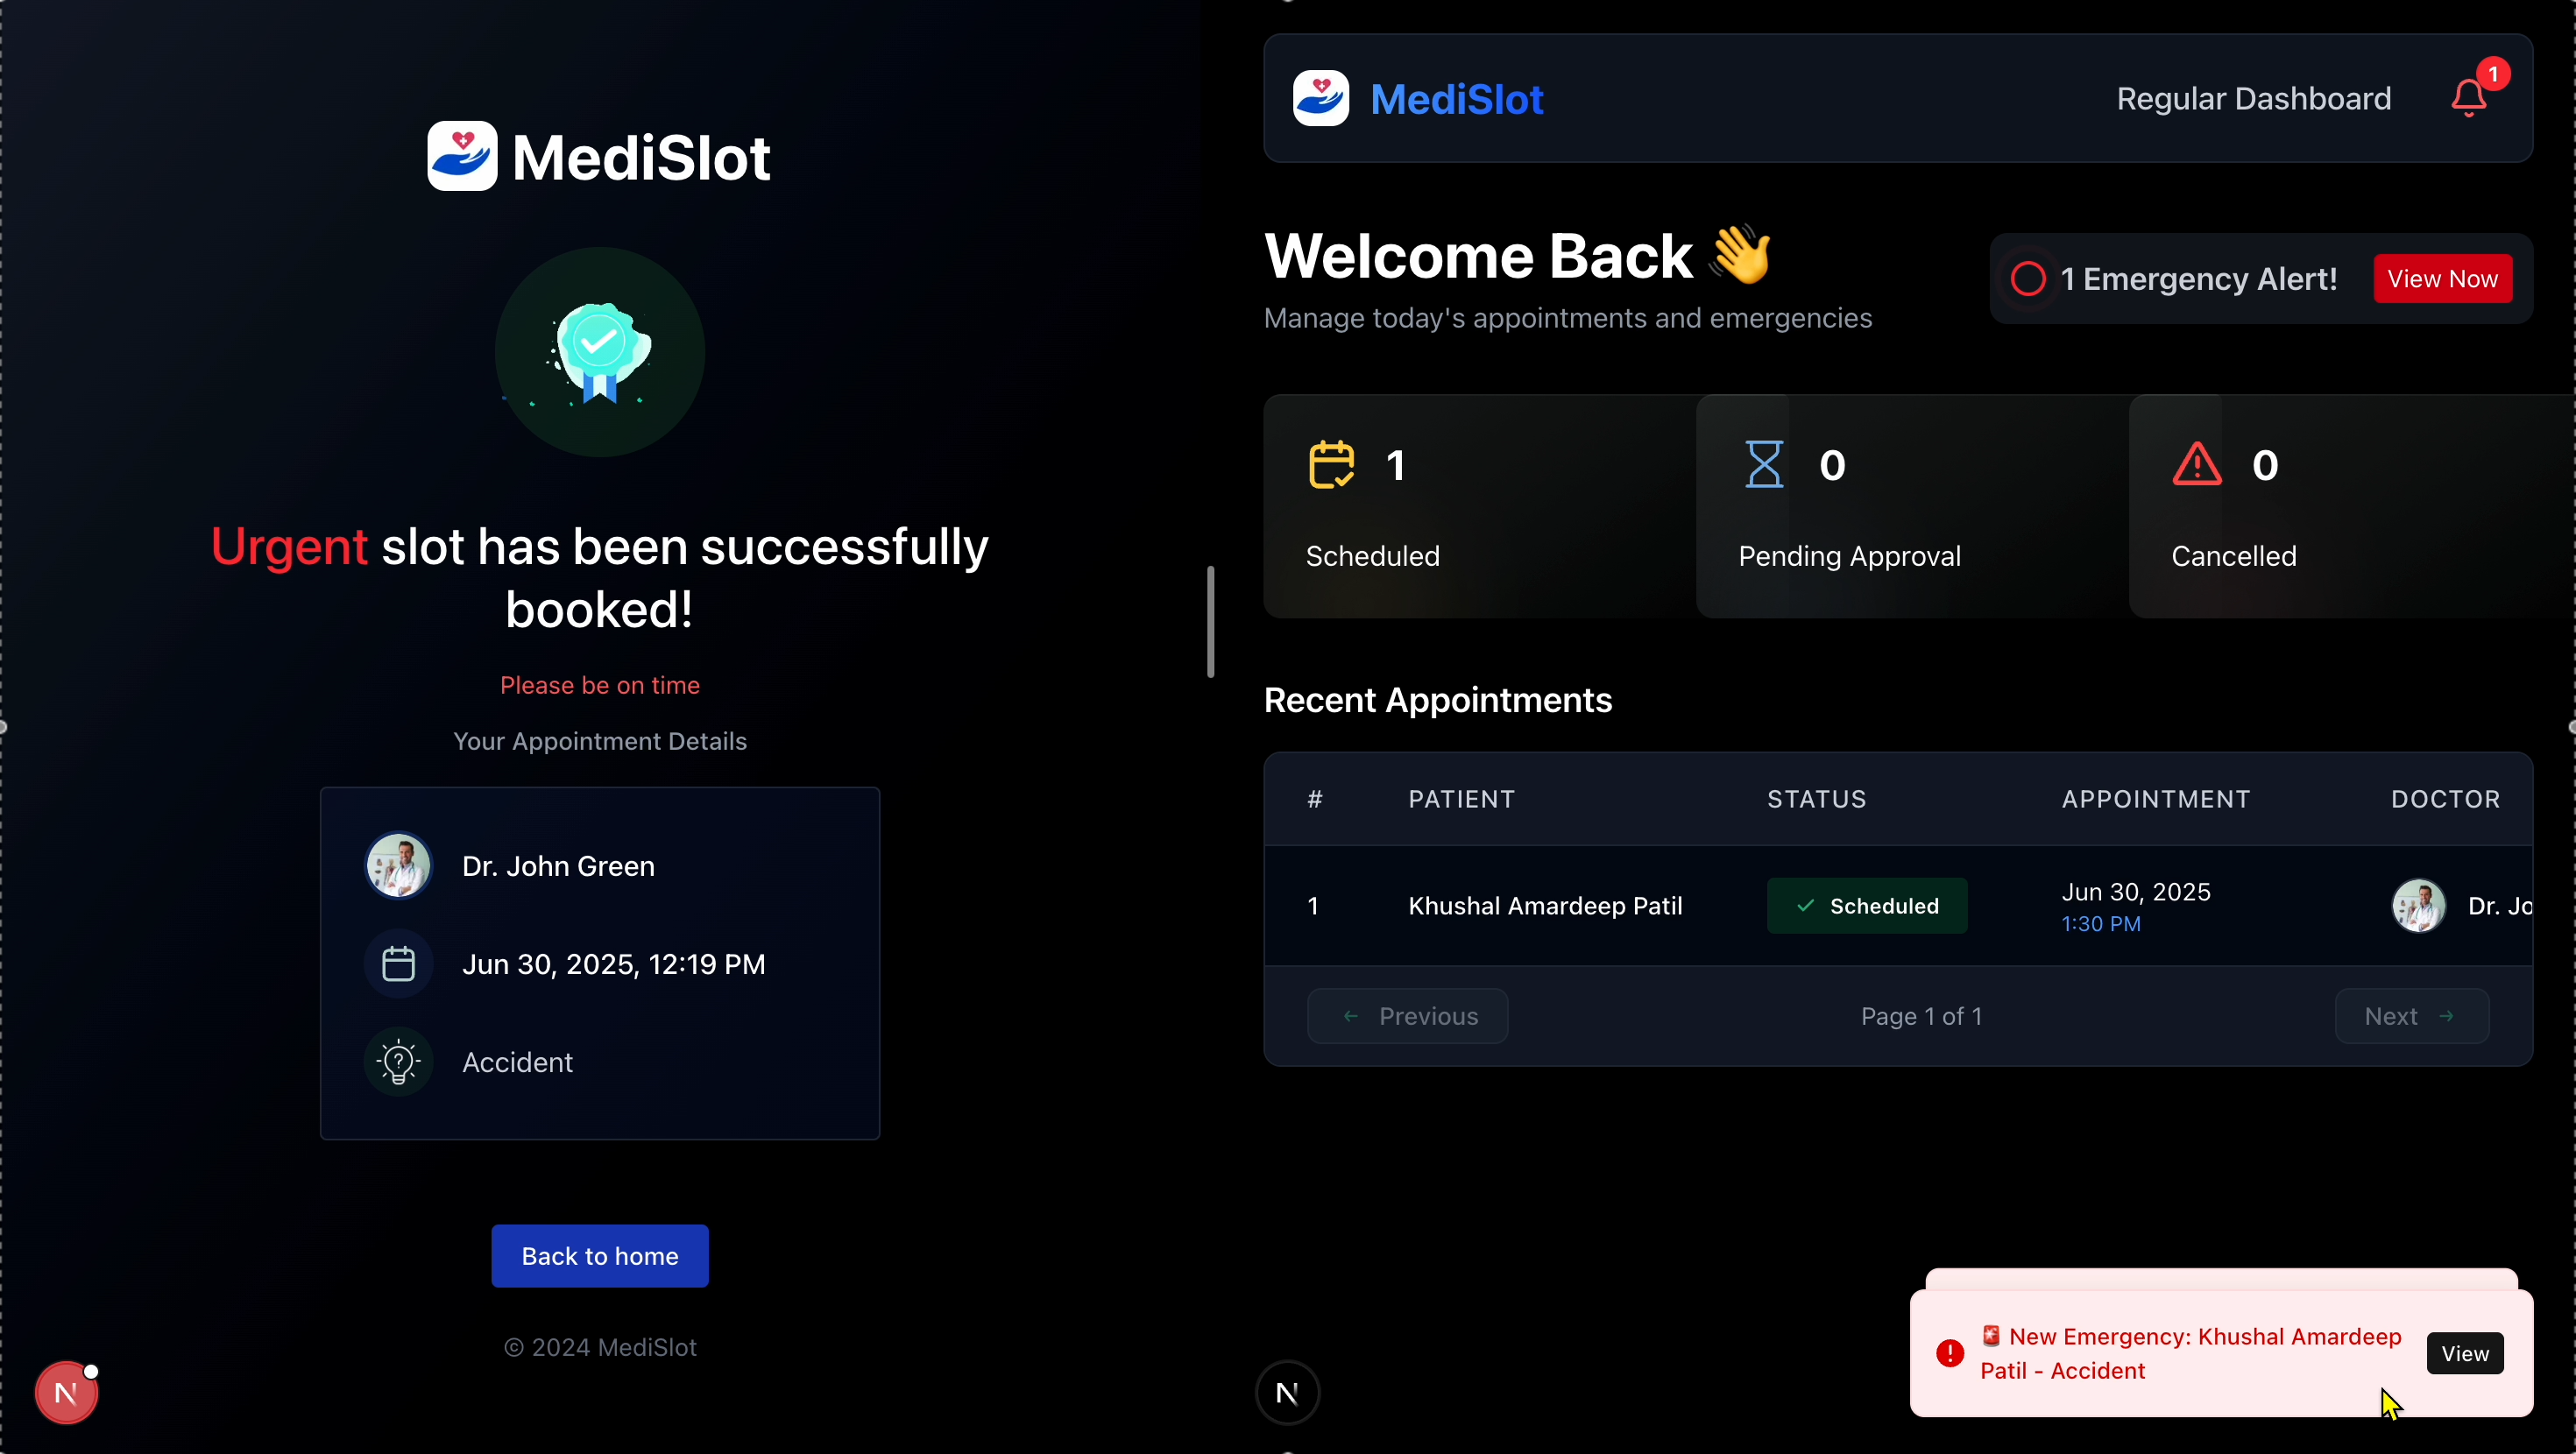 MediSlot
Urgent slot has been successfully
booked!
Please be on time
Your Appointment Details
Dr. John Green
Jun 30, 2025, 12:19 PM
?
Accident
Back to home
© 2024 MediSlot
N
MediSlot
Regular Dashboard
1
Welcome Back 👋
Manage today's appointments and emergencies
1 Emergency Alert!
View Now
1
Scheduled
0
Pending Approval
0
Cancelled
Recent Appointments
# PATIENT STATUS APPOINTMENT DOCTOR
1 Khushal Amardeep Patil Scheduled Jun 30, 2025 Dr. Jo
1:30 PM
← Previous Page 1 of 1 Next →
🚨 New Emergency: Khushal Amardeep
Patil - Accident
View
N